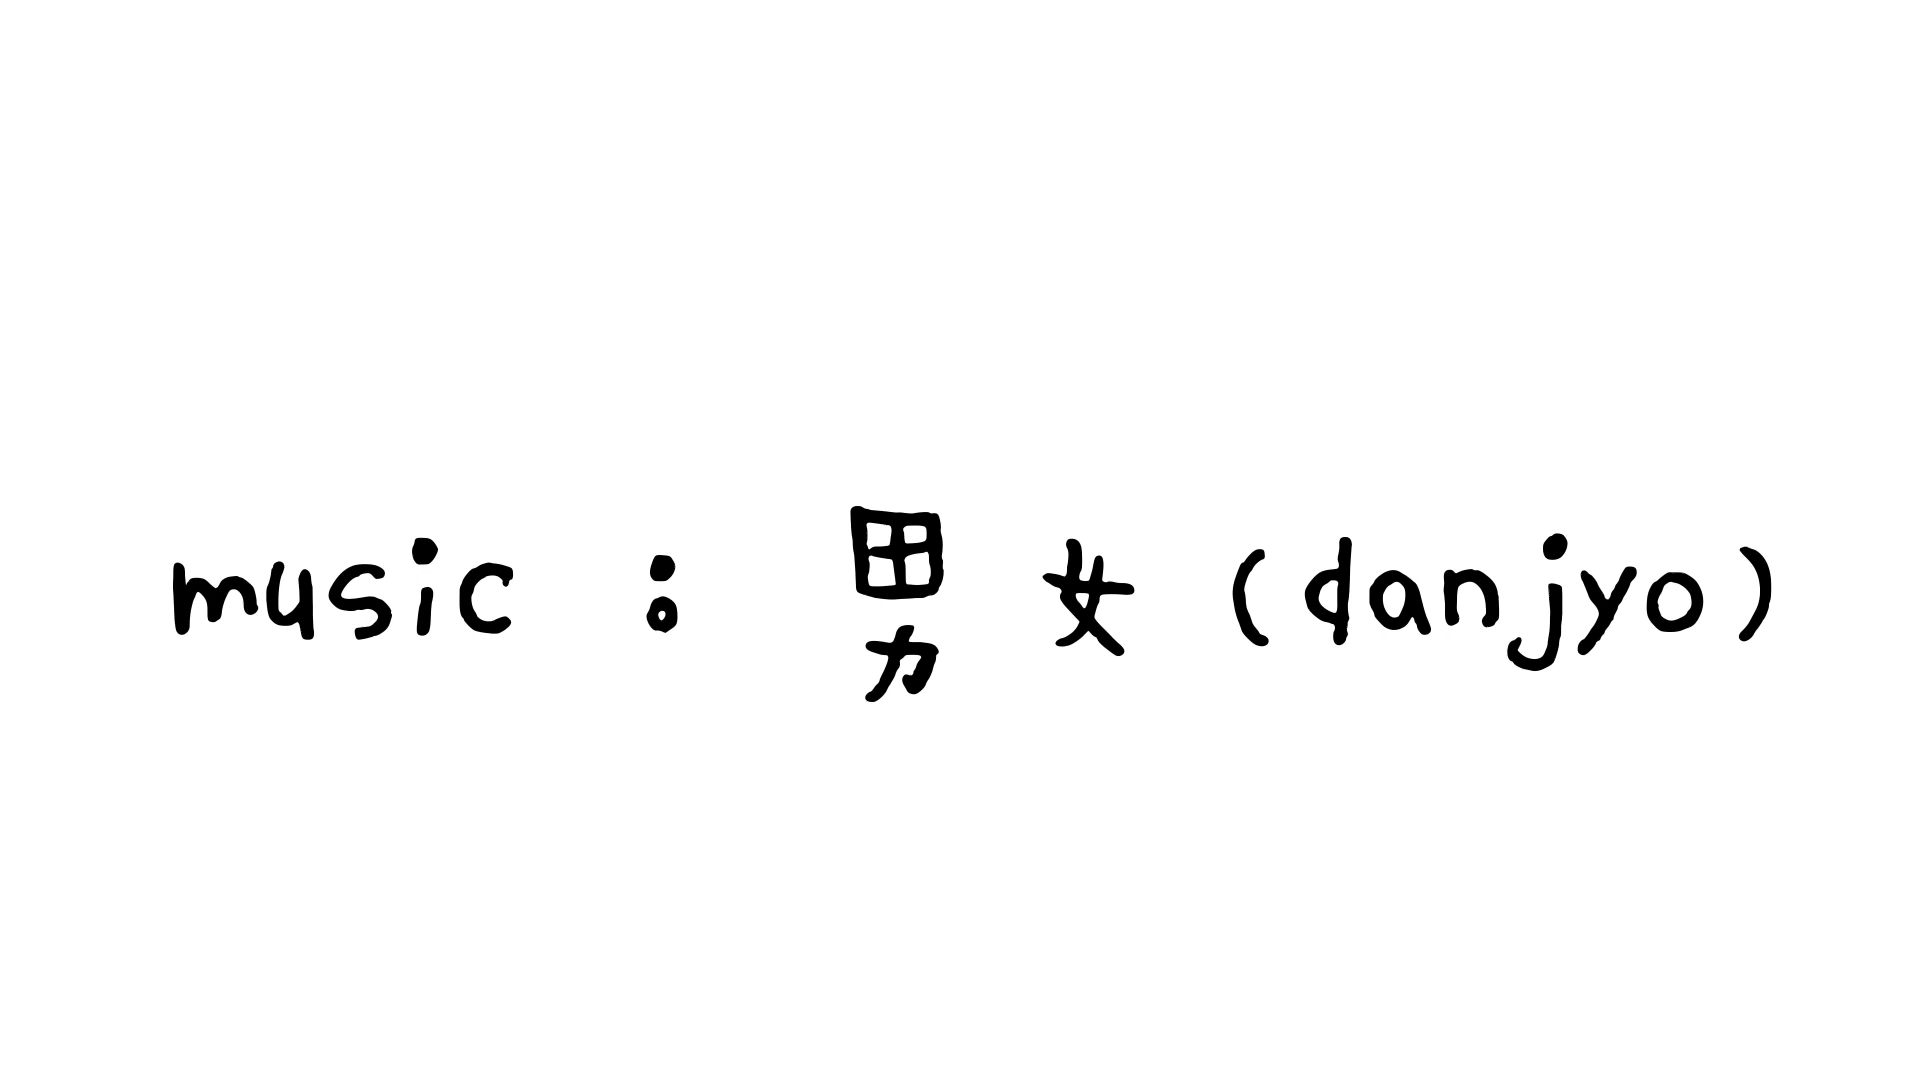 music : 男 女 (danjyo)